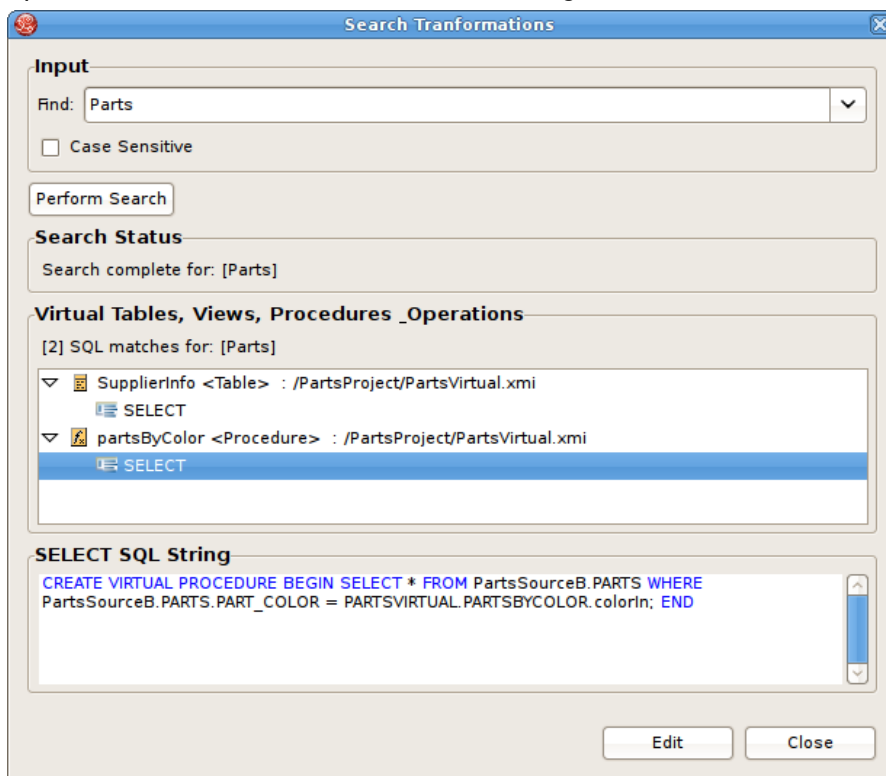 Search Tranformations
Input
Find: Parts
Case Sensitive
Perform Search
Search Status
Search complete for: [Parts]
Virtual Tables, Views, Procedures _Operations
[2] SQL matches for: [Parts]
SupplierInfo <Table> : /PartsProject/PartsVirtual.xmi
SELECT
partsByColor <Procedure> : /PartsProject/PartsVirtual.xmi
SELECT
SELECT SQL String
CREATE VIRTUAL PROCEDURE BEGIN SELECT * FROM PartsSourceB.PARTS WHERE
PartsSourceB.PARTS.PART_COLOR = PARTSVIRTUAL.PARTSBYCOLOR.colorIn; END
Edit Close